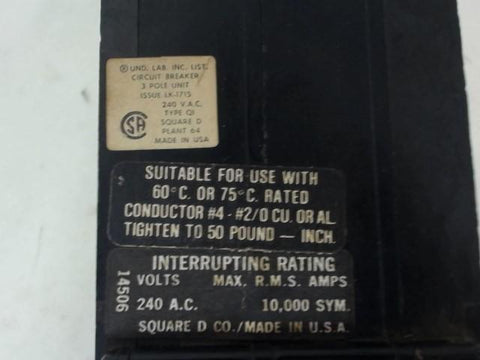 ® UND. LAB. INC. LIST.
CIRCUIT BREAKER
3 POLE UNIT
ISSUE LK-1715
240 V.A.C.
TYPE Q1
SQUARE D
PLANT 64
MADE IN USA
SA
SUITABLE FOR USE WITH
60°C. OR 75°C. RATED
CONDUCTOR #4 - #2/0 CU. OR AL.
TIGHTEN TO 50 POUND — INCH.
INTERRUPTING RATING
VOLTS MAX. R.M.S. AMPS
240 A.C. 10,000 SYM.
SQUARE D CO./MADE IN U.S.A.
14506